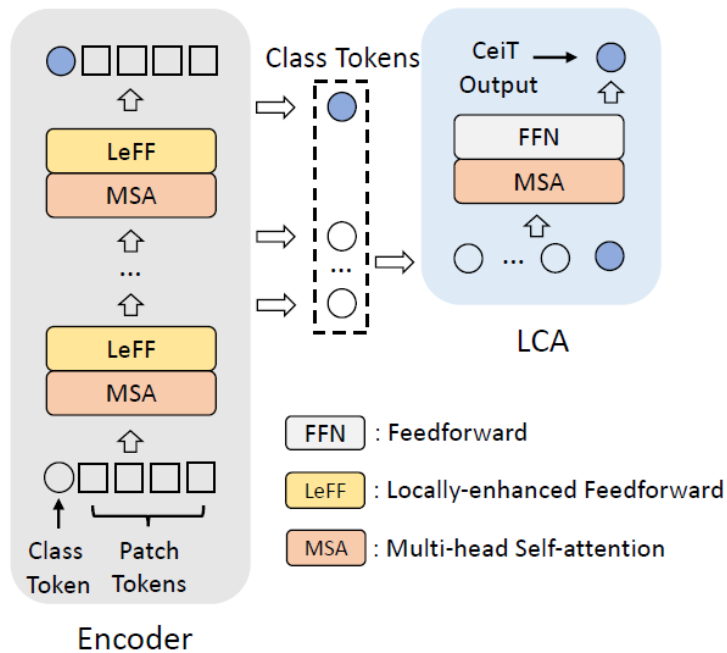 Class Tokens
CeiT
Output
LeFF
MSA
...
LeFF
MSA
Class
Token
Patch
Tokens
Encoder
...
FFN
MSA
...
LCA
FFN : Feedforward
LeFF : Locally-enhanced Feedforward
MSA : Multi-head Self-attention